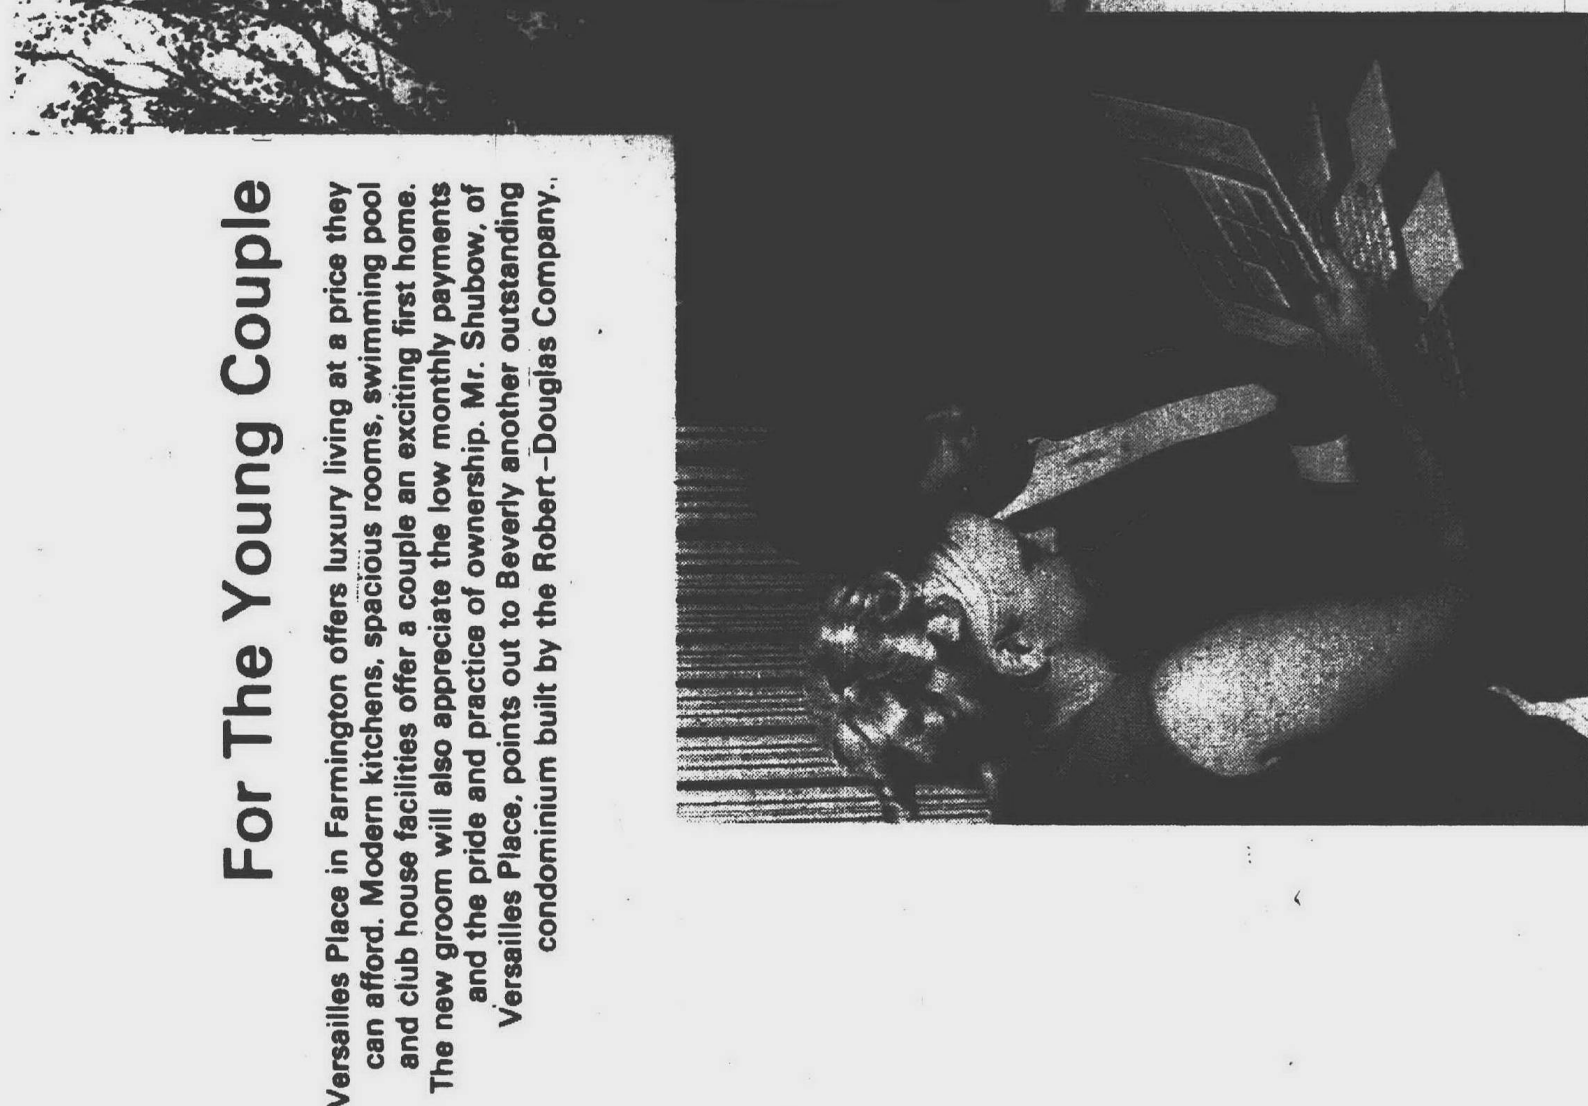 For The Young Couple
Versailles Place in Farmington offers luxury living at a price they
can afford. Modern kitchens, spacious rooms, swimming pool
and club house facilities offer a couple an exciting first home.
The new groom will also appreciate the low monthly payments
and the pride and practice of ownership. Mr. Shubow, of
Versailles Place, points out to Beverly another outstanding
condominium built by the Robert-Douglas Company.